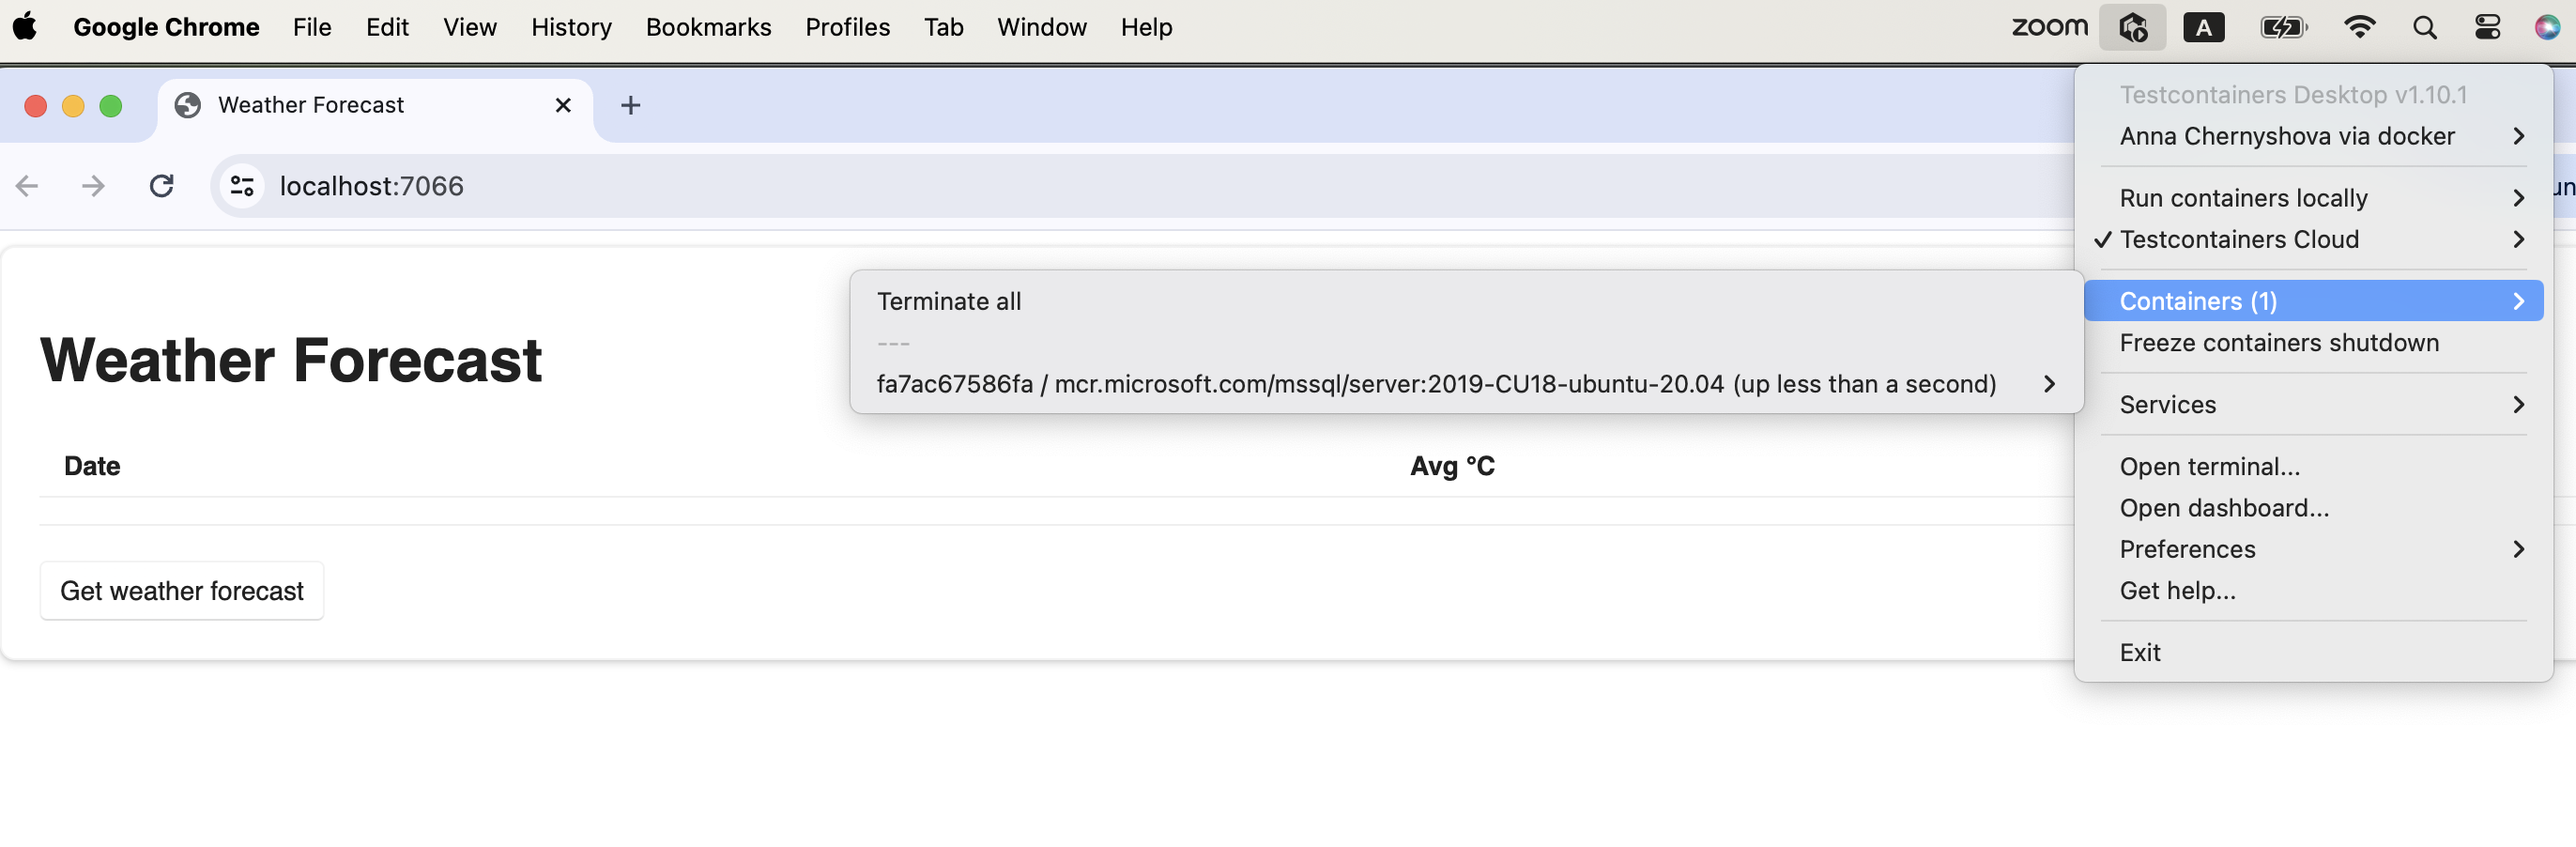 Google Chrome File Edit View History Bookmarks Profiles Tab Window Help zoom A
Weather Forecast
localhost:7066
Testcontainers Desktop v1.10.1
Anna Chernyshova via docker
Run containers locally
✓ Testcontainers Cloud
Containers (1)
Freeze containers shutdown
Services
Open terminal...
Open dashboard...
Preferences
Get help...
Exit
Terminate all
---
fa7ac67586fa / mcr.microsoft.com/mssql/server:2019-CU18-ubuntu-20.04 (up less than a second)
Weather Forecast
Date Avg °C
Get weather forecast